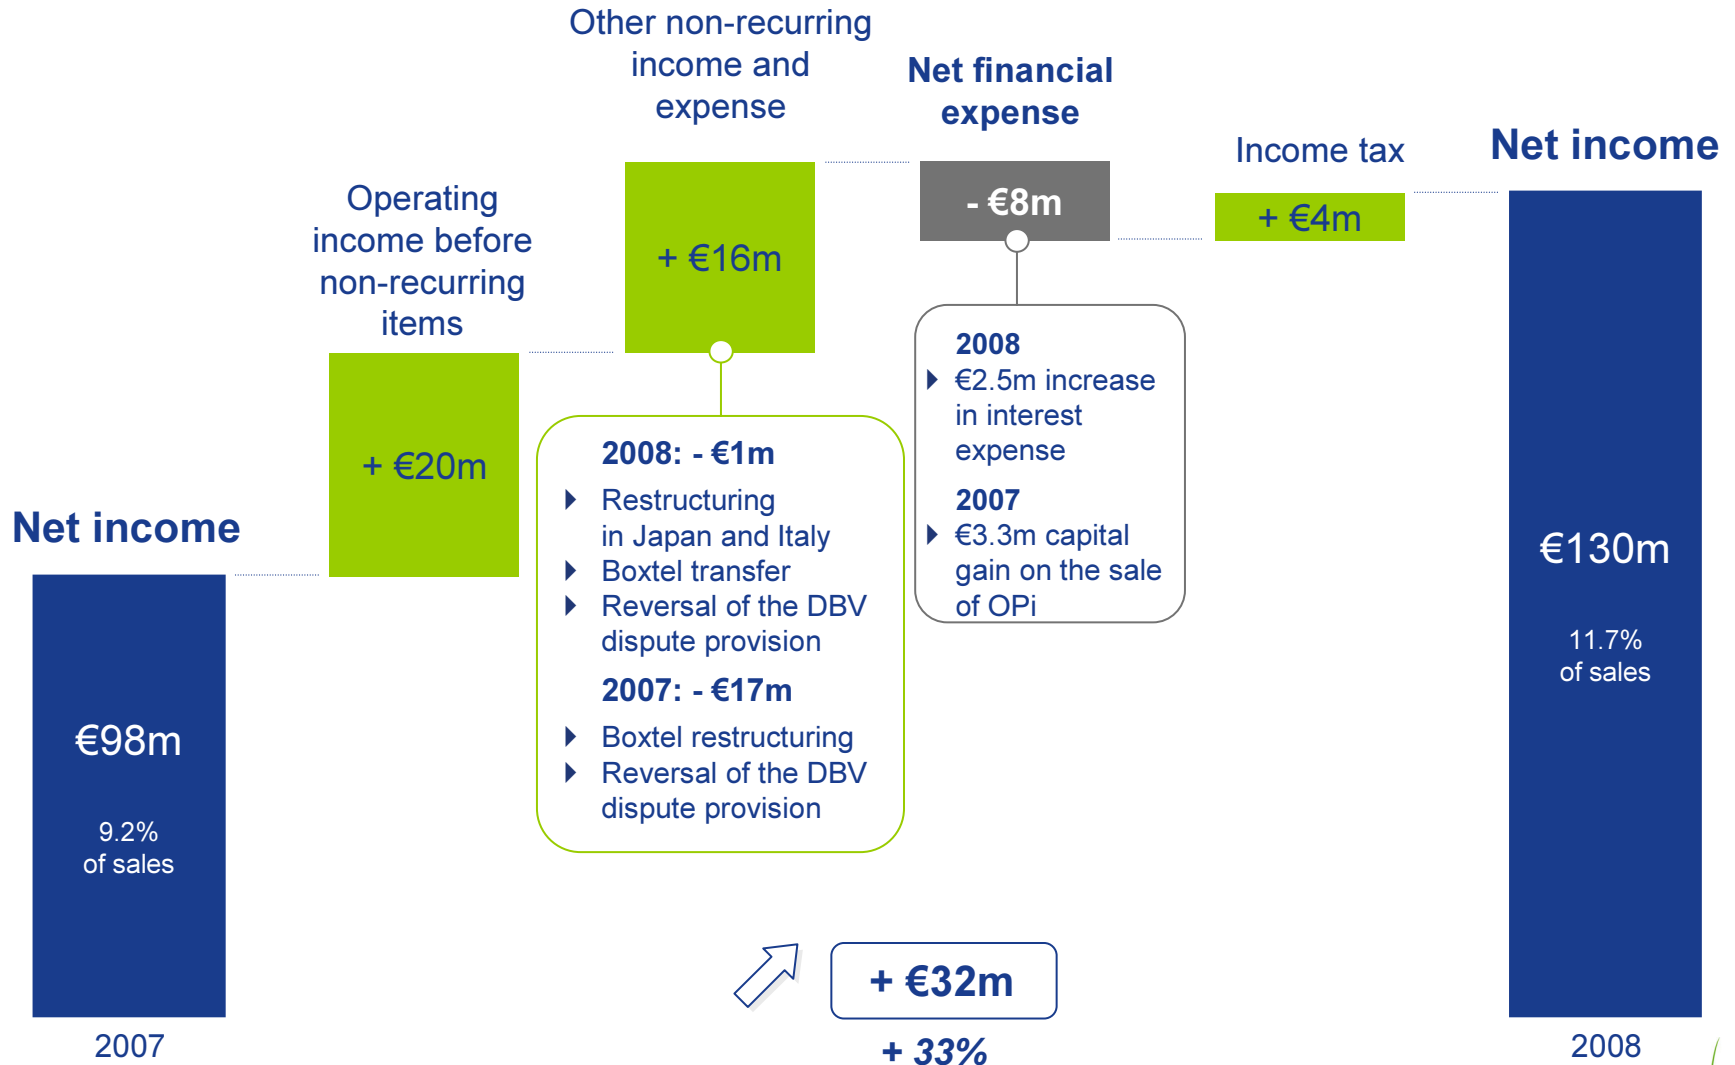 Net income
€98m
9.2%
of sales
2007
Operating
income before
non-recurring
items
+ €20m
Other non-recurring
income and
expense
+ €16m
2008: - €1m
Restructuring
in Japan and Italy
Boxtel transfer
Reversal of the DBV
dispute provision
2007: - €17m
Boxtel restructuring
Reversal of the DBV
dispute provision
Net financial
expense
- €8m
2008
€2.5m increase
in interest
expense
2007
€3.3m capital
gain on the sale
of OPi
Income tax
+ €4m
Net income
€130m
11.7%
of sales
2008
+ €32m
+ 33%